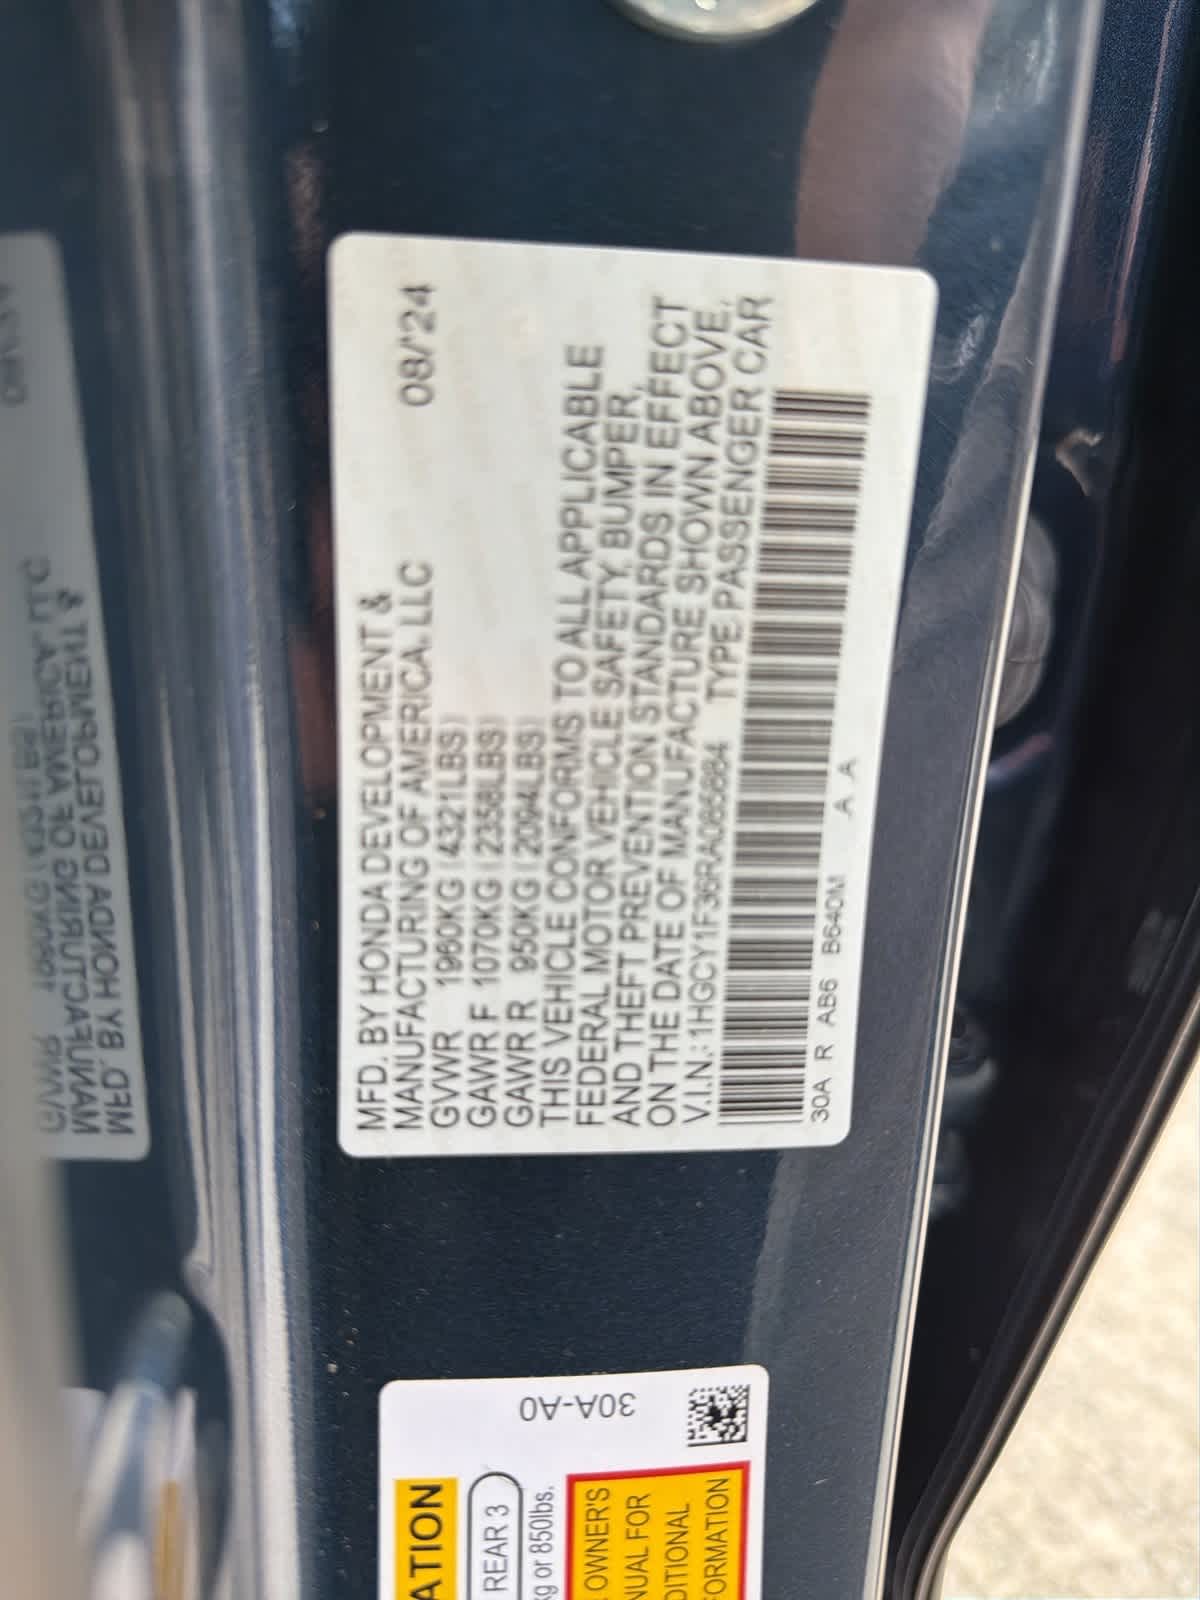 MFD. BY HONDA DEVELOPMENT &
MANUFACTURING OF AMERICA, LLC 08/'24
GVWR 1960KG (4321LBS)
GAWR F 1070KG (2358LBS)
GAWR R 950KG (2094LBS)
THIS VEHICLE CONFORMS TO ALL APPLICABLE
FEDERAL MOTOR VEHICLE SAFETY, BUMPER,
AND THEFT PREVENTION STANDARDS IN EFFECT
ON THE DATE OF MANUFACTURE SHOWN ABOVE.
V.I.N.:1HGCY1F36RA085884 TYPE:PASSENGER CAR
30A R AB6 B640M A A
30A-A0
ATION
REAR 3
kg or 850lbs.
OWNER'S
NUAL FOR
DITIONAL
FORMATION